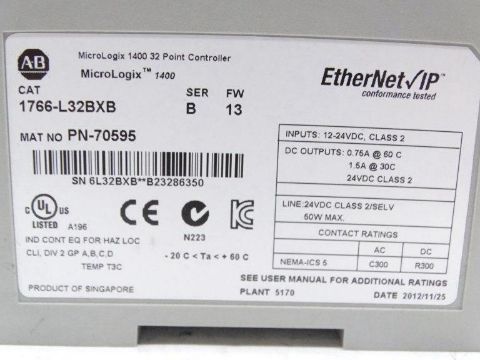 AB
MicroLogix 1400 32 Point Controller
MicroLogix™ 1400
EtherNet/IP™
conformance tested
CAT SER FW
1766-L32BXB B 13
MAT NO PN-70595
SN 6L32BXB**B23286350
INPUTS: 12-24VDC, CLASS 2
DC OUTPUTS: 0.75A @ 60 C
1.5A @ 30C
24VDC CLASS 2
LINE:24VDC CLASS 2/SELV
50W MAX.
CONTACT RATINGS
AC DC
NEMA-ICS 5 C300 R300
C UL US
LISTED A196
CE
N223
IND CONT EQ FOR HAZ LOC
CLI, DIV 2 GP A,B,C,D
TEMP T3C
- 20 C < Ta < + 60 C
SEE USER MANUAL FOR ADDITIONAL RATINGS
PRODUCT OF SINGAPORE PLANT 5170 DATE 2012/11/25